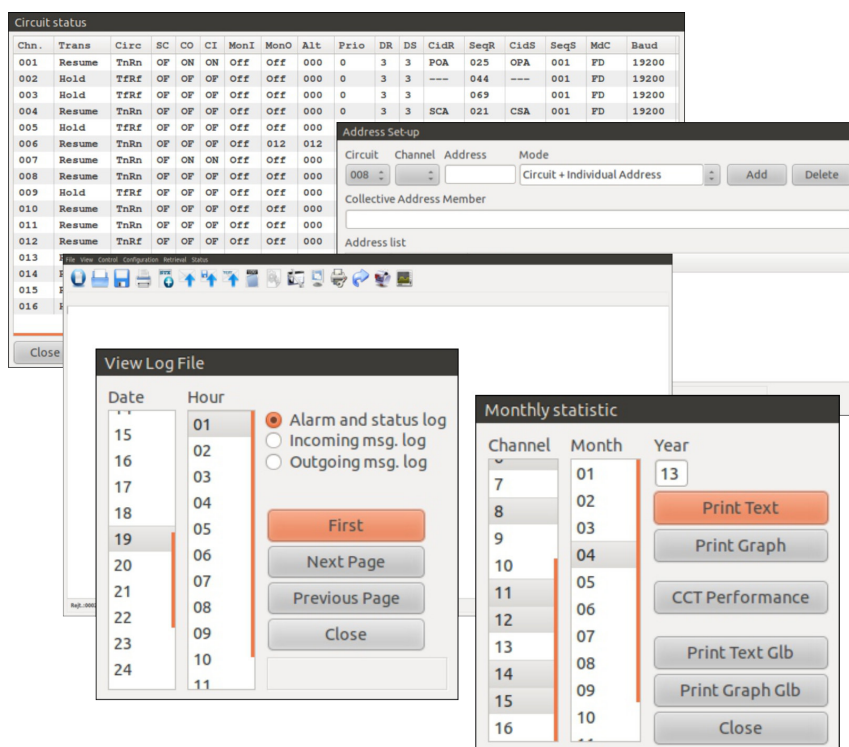 Circuit status
Chn. Trans Circ SC CO CI MonI MonO Alt Prio DR DS CidR SeqR CidS SeqS MdC Baud
001 Resume TnRn OF ON ON Off Off 000 0 3 3 POA 025 OPA 001 FD 19200
002 Hold TfRf OF OF OF Off Off 000 0 3 3 --- 044 --- 001 FD 19200
003 Hold TfRf OF OF OF Off Off 000 0 3 3 069 001 FD 19200
004 Resume TnRn OF OF OF Off Off 000 0 3 3 SCA 021 CSA 001 FD 19200
005 Hold TfRf OF OF OF Off Off 000
006 Resume TnRn OF OF OF Off 012 012
007 Resume TnRn OF ON ON Off Off 000
008 Resume TnRn OF OF OF Off Off 000
009 Hold TfRf OF OF OF Off Off 000
010 Resume TnRn OF OF OF Off Off 000
011 Resume TnRn OF OF OF Off Off 000
012 Resume TnRf OF OF OF Off Off 000
013
014
015
016
Close
Address Set-up
Circuit Channel Address Mode
008 Circuit + Individual Address Add Delete
Collective Address Member
Address list
File View Control Configuration Retrieval Status
View Log File
Date Hour
15
16
17
18
19
20
21
22
23
24
01
02
03
04
05
06
07
08
09
10
11
Alarm and status log
Incoming msg. log
Outgoing msg. log
First
Next Page
Previous Page
Close
Monthly statistic
Channel Month Year
7
8
9
10
11
12
13
14
15
16
01
02
03
04
05
06
07
08
09
10
13
Print Text
Print Graph
CCT Performance
Print Text Glb
Print Graph Glb
Close